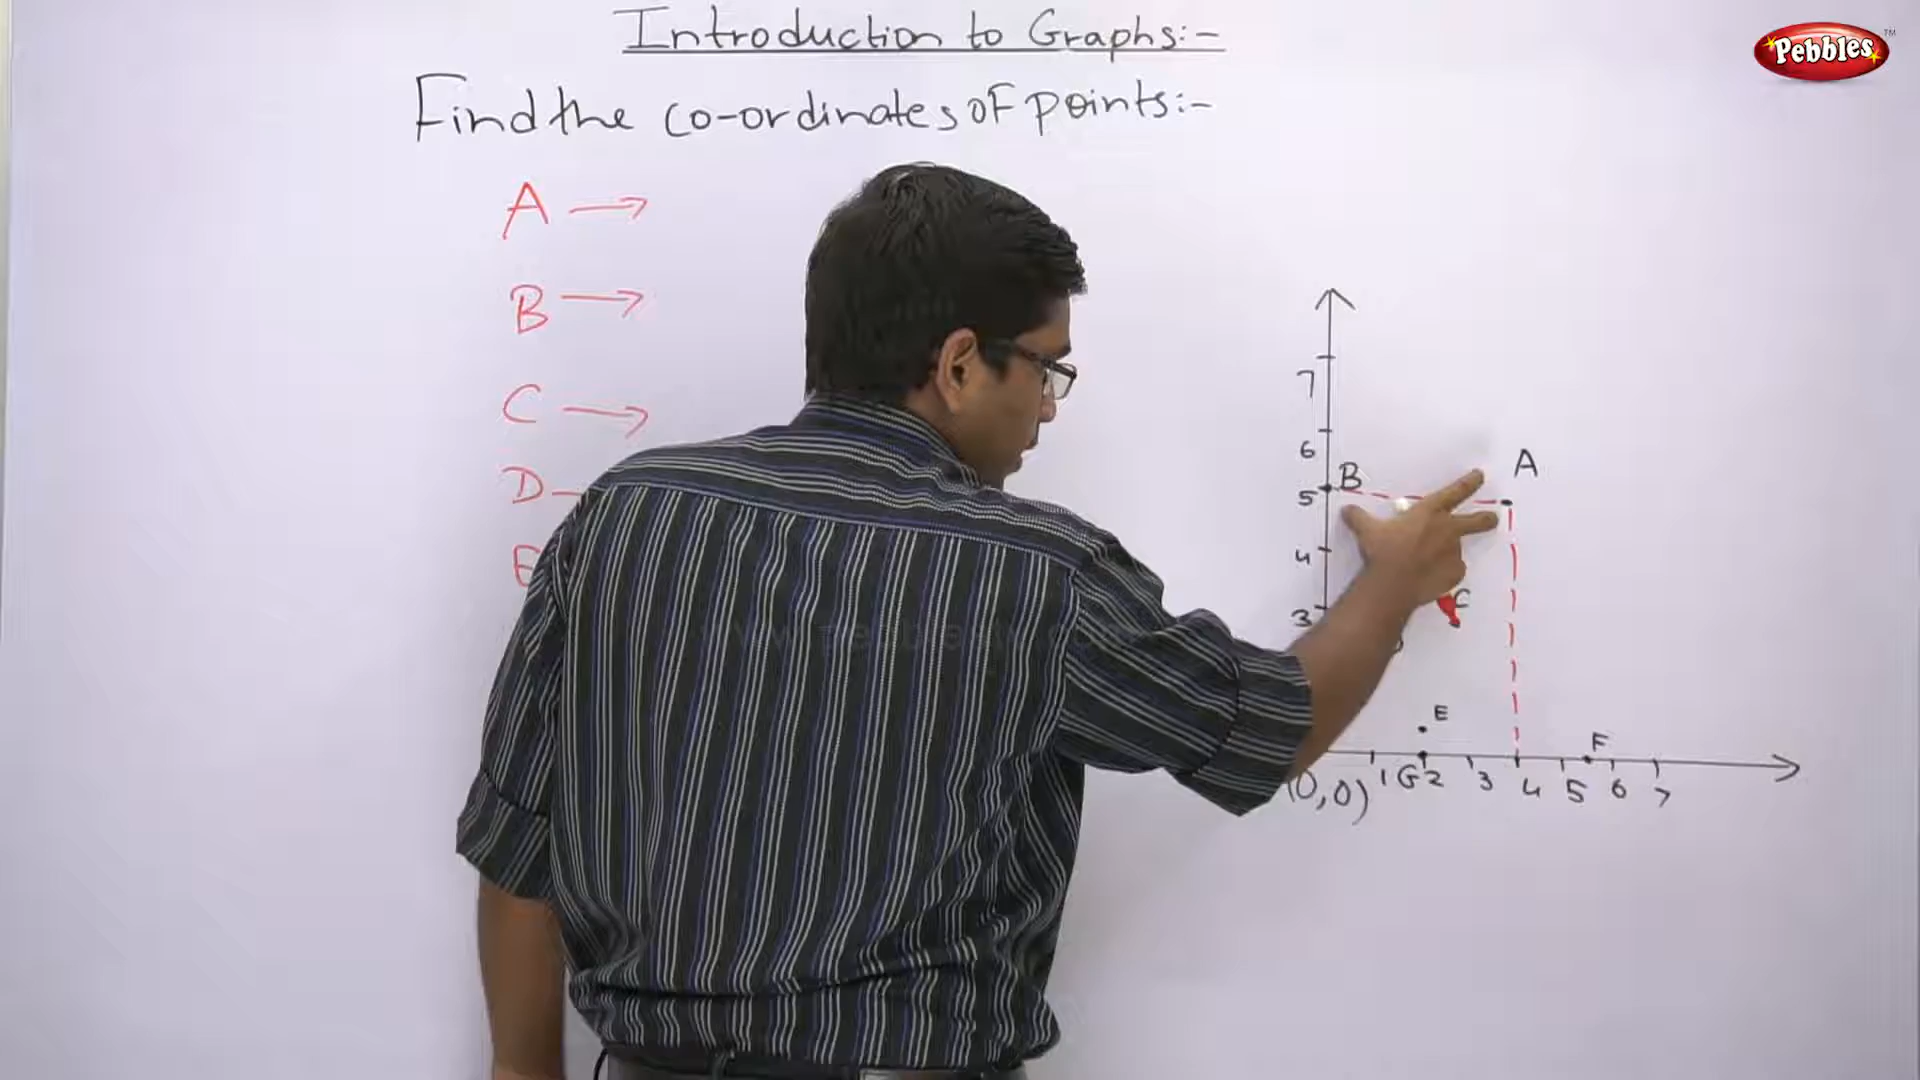 Introduction to Graphs:-
Pebbles™
Find the co-ordinates of points:-
A →
B →
C →
D
E
7
6
A
B
5
4
C
3
E
F
(0,0) 1 G 2 3 4 5 6 7